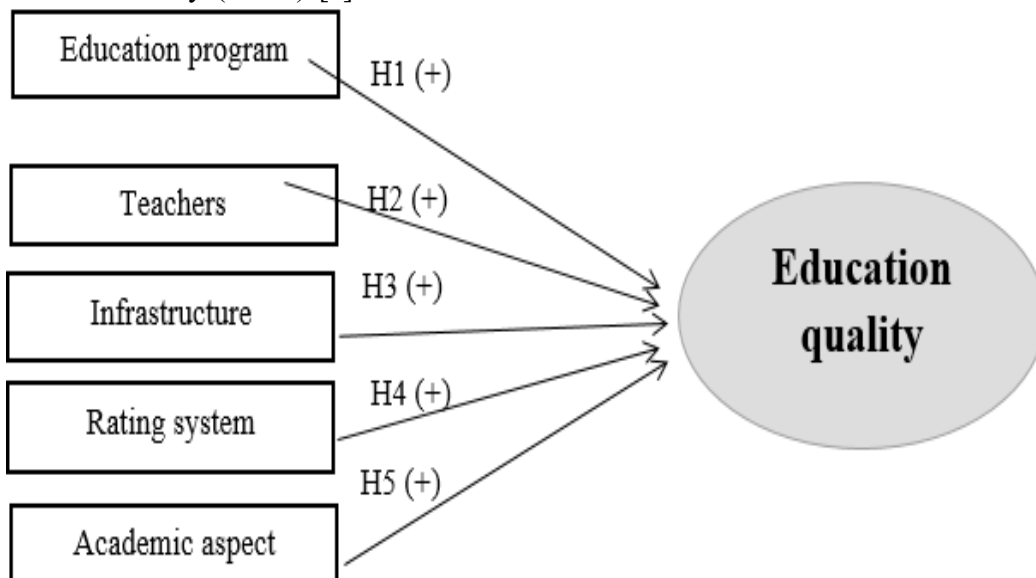 Education program
H1 (+)
Teachers
H2 (+)
Infrastructure
H3 (+)
Rating system
H4 (+)
Academic aspect
H5 (+)
Education
quality